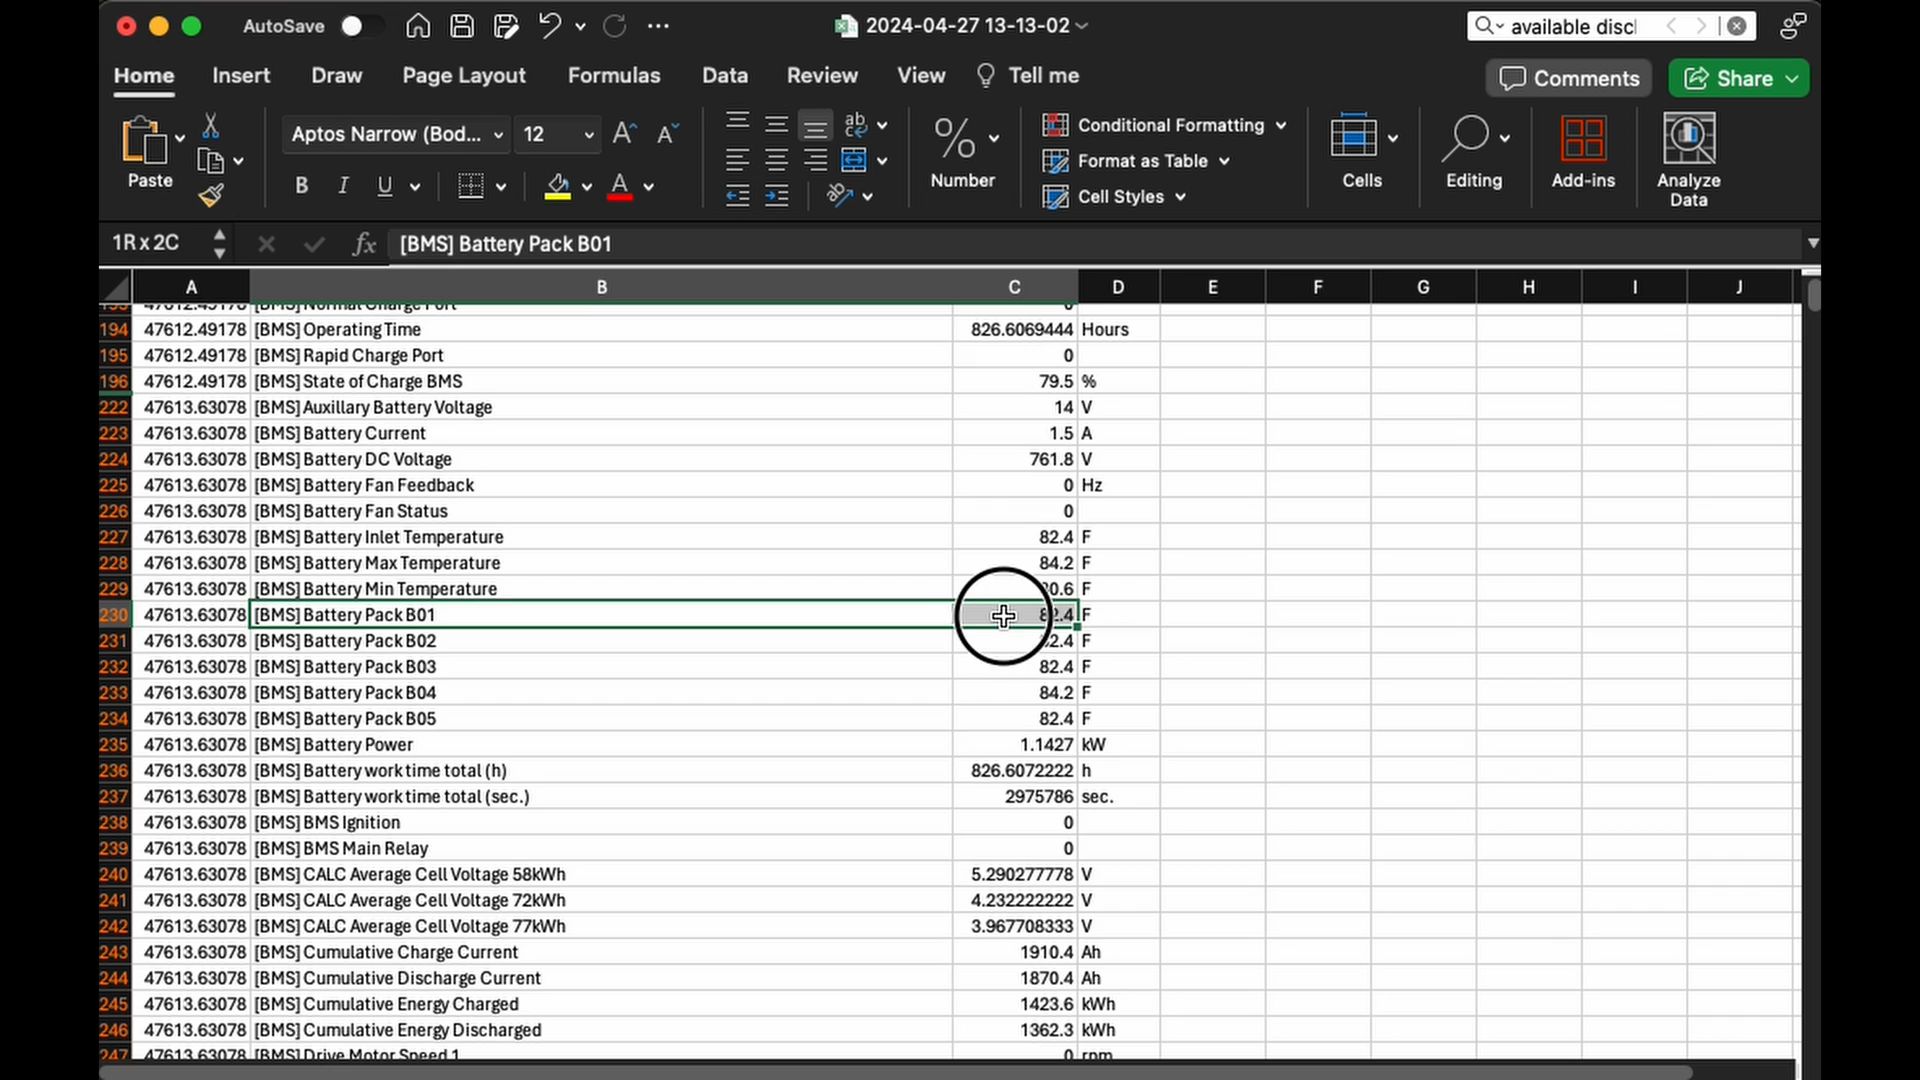 AutoSave 2024-04-27 13-13-02 available disc
Home Insert Draw Page Layout Formulas Data Review View Tell me Comments Share
Paste Aptos Narrow (Bod... 12 B I U A ab % Number Conditional Formatting Format as Table Cell Styles Cells Editing Add-ins Analyze Data
1R x 2C fx [BMS] Battery Pack B01
A B C D E F G H I J
193 47612.49178 [BMS] Normal Charge Port 0
194 47612.49178 [BMS] Operating Time 826.6069444 Hours
195 47612.49178 [BMS] Rapid Charge Port 0
196 47612.49178 [BMS] State of Charge BMS 79.5 %
222 47613.63078 [BMS] Auxillary Battery Voltage 14 V
223 47613.63078 [BMS] Battery Current 1.5 A
224 47613.63078 [BMS] Battery DC Voltage 761.8 V
225 47613.63078 [BMS] Battery Fan Feedback 0 Hz
226 47613.63078 [BMS] Battery Fan Status 0
227 47613.63078 [BMS] Battery Inlet Temperature 82.4 F
228 47613.63078 [BMS] Battery Max Temperature 84.2 F
229 47613.63078 [BMS] Battery Min Temperature 80.6 F
230 47613.63078 [BMS] Battery Pack B01 82.4 F
231 47613.63078 [BMS] Battery Pack B02 82.4 F
232 47613.63078 [BMS] Battery Pack B03 82.4 F
233 47613.63078 [BMS] Battery Pack B04 84.2 F
234 47613.63078 [BMS] Battery Pack B05 82.4 F
235 47613.63078 [BMS] Battery Power 1.1427 kW
236 47613.63078 [BMS] Battery work time total (h) 826.6072222 h
237 47613.63078 [BMS] Battery work time total (sec.) 2975786 sec.
238 47613.63078 [BMS] BMS Ignition 0
239 47613.63078 [BMS] BMS Main Relay 0
240 47613.63078 [BMS] CALC Average Cell Voltage 58kWh 5.290277778 V
241 47613.63078 [BMS] CALC Average Cell Voltage 72kWh 4.232222222 V
242 47613.63078 [BMS] CALC Average Cell Voltage 77kWh 3.967708333 V
243 47613.63078 [BMS] Cumulative Charge Current 1910.4 Ah
244 47613.63078 [BMS] Cumulative Discharge Current 1870.4 Ah
245 47613.63078 [BMS] Cumulative Energy Charged 1423.6 kWh
246 47613.63078 [BMS] Cumulative Energy Discharged 1362.3 kWh
247 47613.63078 [BMS] Drive Motor Speed 1 0 rpm